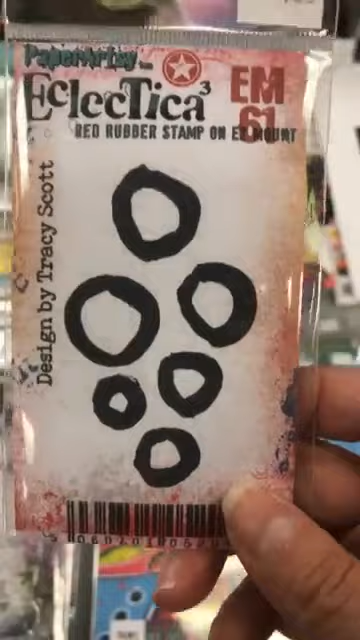 PaperArtsy
EclecTica³
EM
61
RED RUBBER STAMP ON EZ MOUNT
Design by Tracy Scott